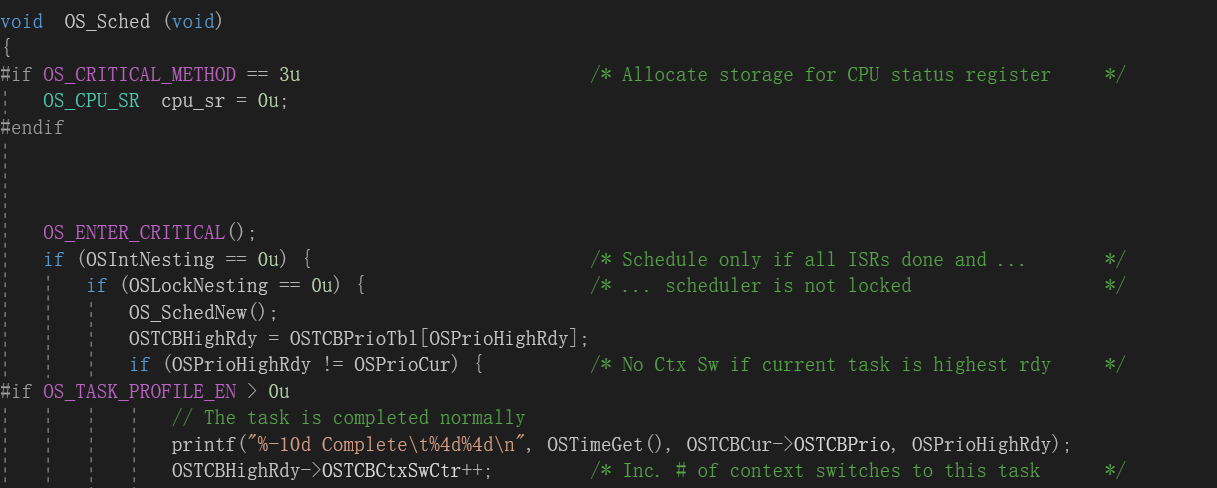 void  OS_Sched (void)
{
#if OS_CRITICAL_METHOD == 3u                           /* Allocate storage for CPU status register     */
    OS_CPU_SR  cpu_sr = 0u;
#endif
    OS_ENTER_CRITICAL();
    if (OSIntNesting == 0u) {                          /* Schedule only if all ISRs done and ...       */
        if (OSLockNesting == 0u) {                     /* ... scheduler is not locked                  */
            OS_SchedNew();
            OSTCBHighRdy = OSTCBPrioTbl[OSPrioHighRdy];
            if (OSPrioHighRdy != OSPrioCur) {          /* No Ctx Sw if current task is highest rdy     */
#if OS_TASK_PROFILE_EN > 0u
                // The task is completed normally
                printf("%-10d Complete\t%4d%4d\n", OSTimeGet(), OSTCBCur->OSTCBPrio, OSPrioHighRdy);
                OSTCBHighRdy->OSTCBCtxSwCtr++;         /* Inc. # of context switches to this task      */